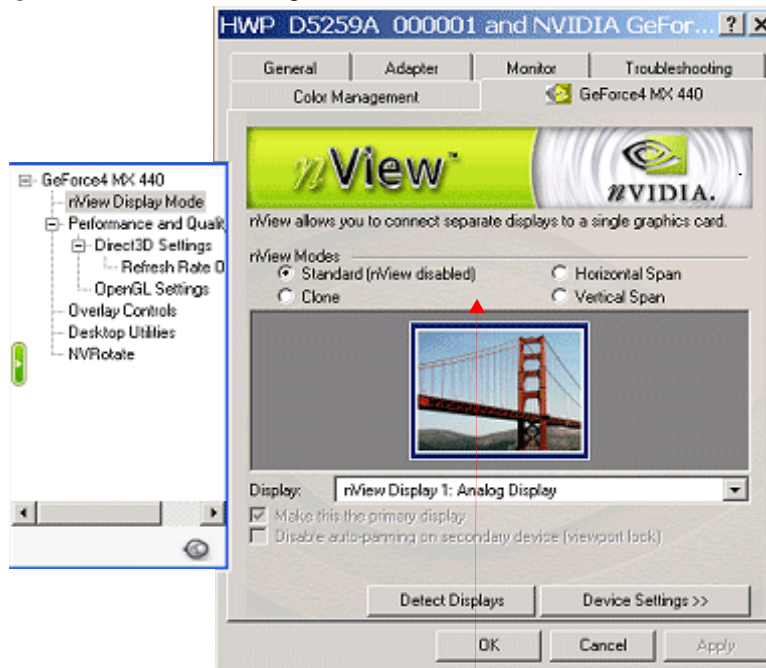 HWP D5259A 000001 and NVIDIA GeFor... ? X
General Adapter Monitor Troubleshooting
Color Management GeForce4 MX 440
nView™ nVIDIA.
nView allows you to connect separate displays to a single graphics card.
nView Modes
Standard (nView disabled) Horizontal Span
Clone Vertical Span
Display: nView Display 1: Analog Display
Make this the primary display
Disable auto-panning on secondary device (viewport lock)
Detect Displays Device Settings >>
OK Cancel Apply
GeForce4 MX 440
nView Display Mode
Performance and Qualit
Direct3D Settings
Refresh Rate O
OpenGL Settings
Overlay Controls
Desktop Utilities
NVRotate